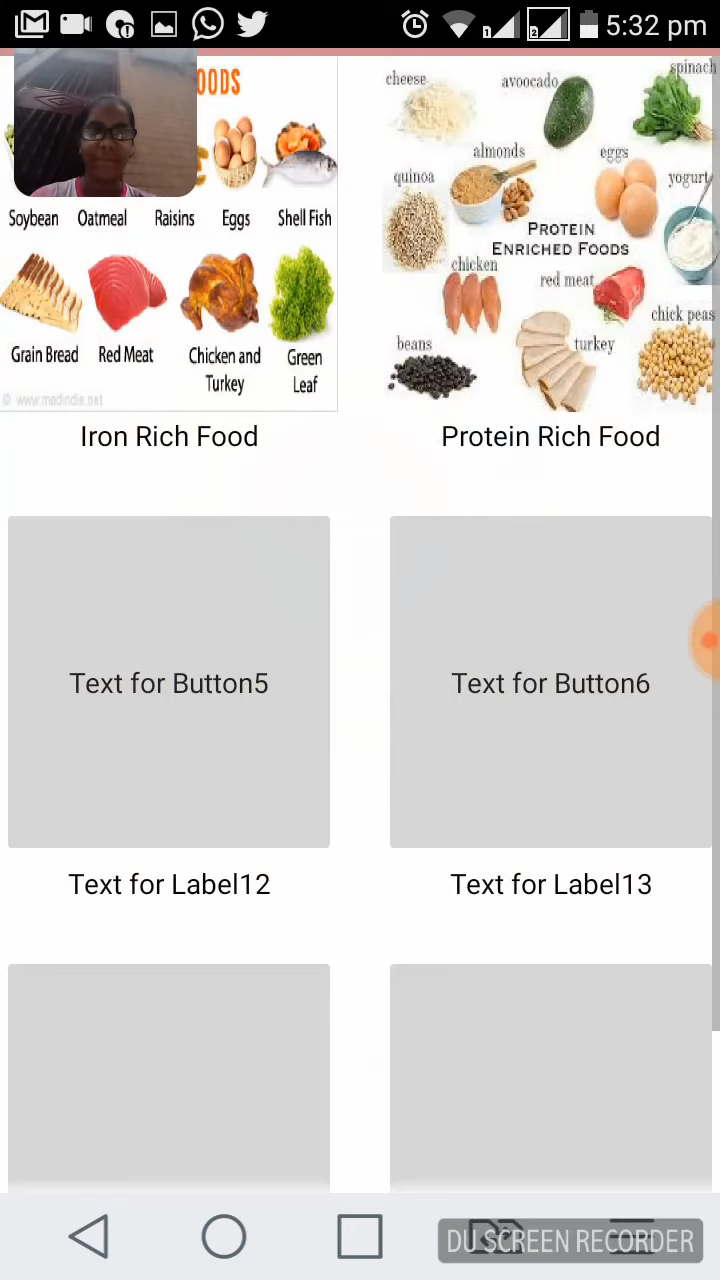 5:32 pm
1
2
OODS
Soybean Oatmeal Raisins Eggs Shell Fish
Grain Bread Red Meat Chicken and Turkey Green Leaf
© www.medindia.net
cheese avoocado spinach
almonds eggs
quinoa yogurt
PROTEIN
ENRICHED FOODS
chicken
red meat
chick peas
beans turkey
Iron Rich Food Protein Rich Food
Text for Button5 Text for Button6
Text for Label12 Text for Label13
DU SCREEN RECORDER